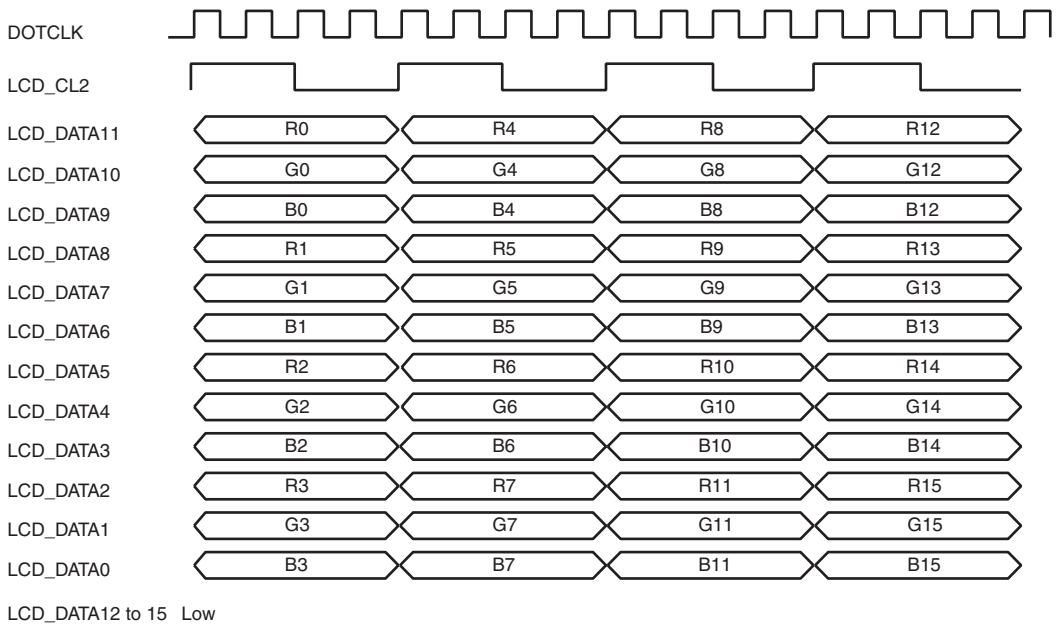 DOTCLK
LCD_CL2
LCD_DATA11 R0 R4 R8 R12
LCD_DATA10 G0 G4 G8 G12
LCD_DATA9 B0 B4 B8 B12
LCD_DATA8 R1 R5 R9 R13
LCD_DATA7 G1 G5 G9 G13
LCD_DATA6 B1 B5 B9 B13
LCD_DATA5 R2 R6 R10 R14
LCD_DATA4 G2 G6 G10 G14
LCD_DATA3 B2 B6 B10 B14
LCD_DATA2 R3 R7 R11 R15
LCD_DATA1 G3 G7 G11 G15
LCD_DATA0 B3 B7 B11 B15
LCD_DATA12 to 15 Low